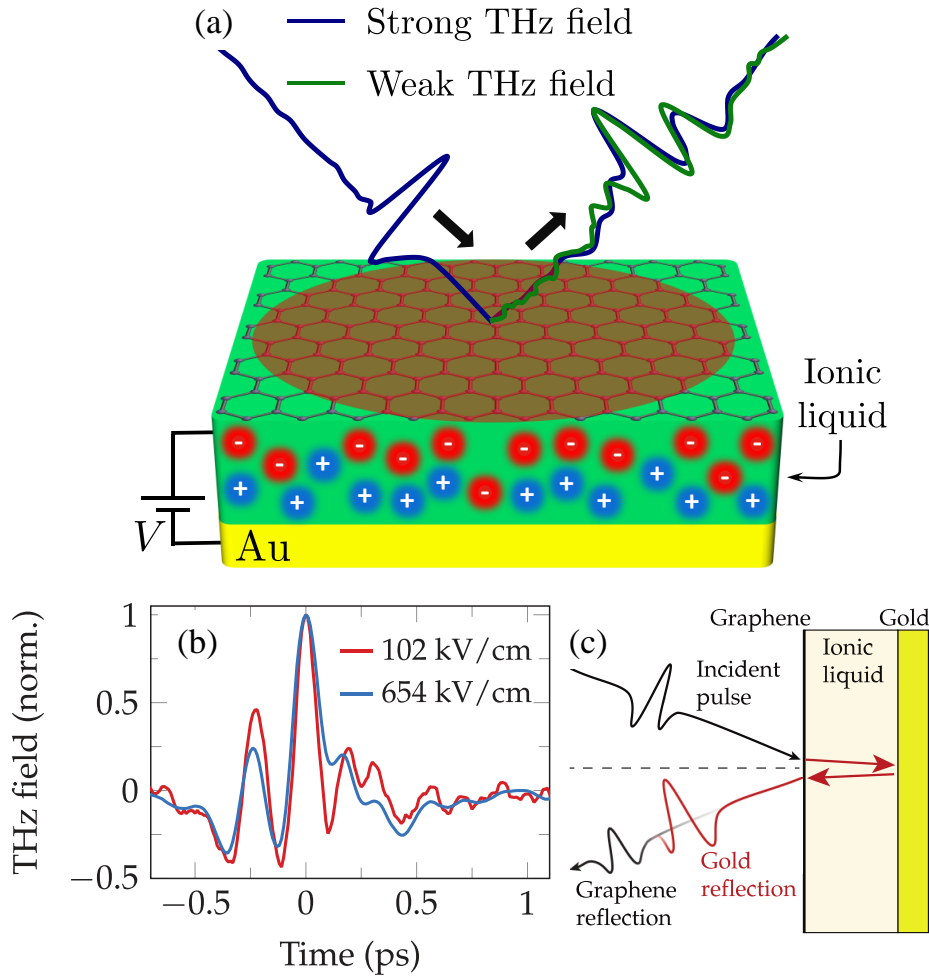 (a)
Strong THz field
Weak THz field
Ionic
liquid
- - - - - - - - - - -
+ + + + + + + + + + +
V
Au
(b)
THz field (norm.)
1
0.5
0
−0.5
102 kV/cm
654 kV/cm
−0.5 0 0.5 1
Time (ps)
(c)
Graphene
Gold
Incident
pulse
Ionic
liquid
Graphene
reflection
Gold
reflection